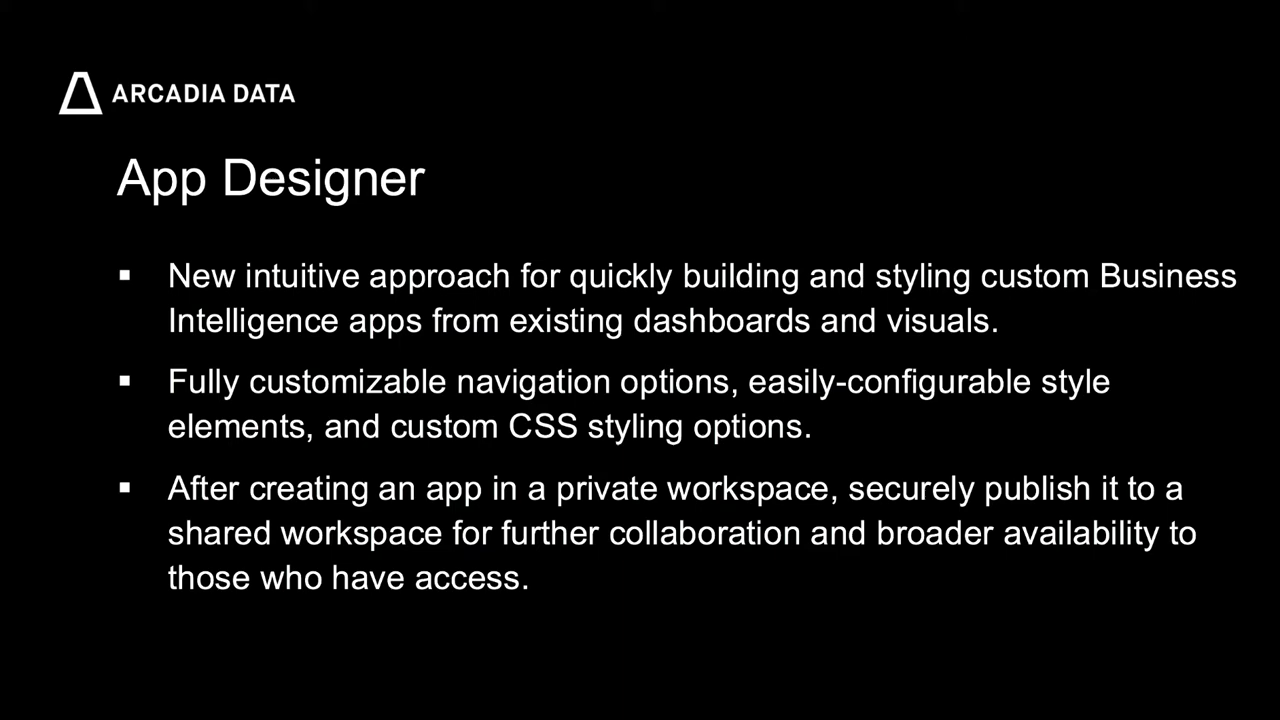 ARCADIA DATA
App Designer
▪ New intuitive approach for quickly building and styling custom Business
Intelligence apps from existing dashboards and visuals.
▪ Fully customizable navigation options, easily-configurable style
elements, and custom CSS styling options.
▪ After creating an app in a private workspace, securely publish it to a
shared workspace for further collaboration and broader availability to
those who have access.